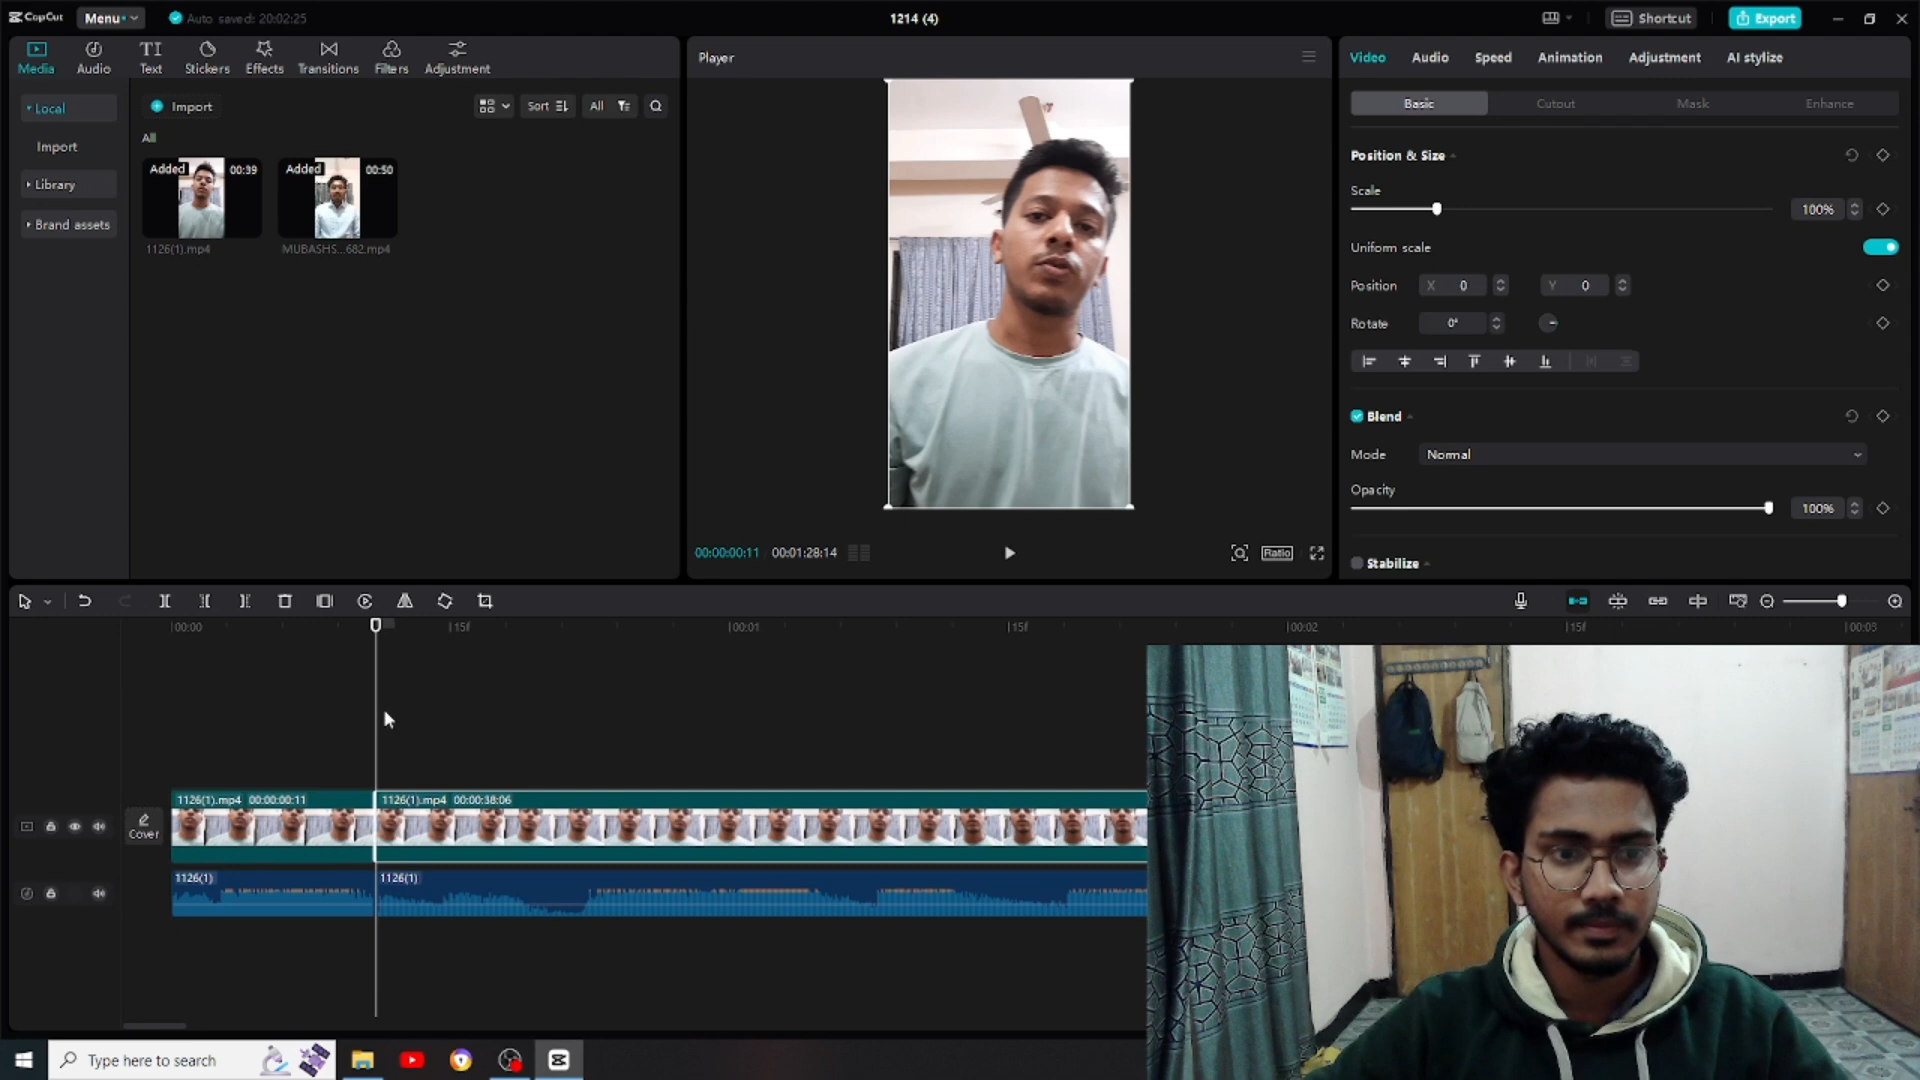 CapCut
Menu
Auto saved: 20:02:25
1214 (4)
Shortcut
Export
Media
Audio
Text
Stickers
Effects
Transitions
Filters
Adjustment
Local
Import
Library
Brand assets
Import
Sort
All
All
Added 00:39
1126(1).mp4
Added 00:50
MUBASHS...682.mp4
Player
00:00:00:11 00:01:28:14
Ratio
Video
Audio
Speed
Animation
Adjustment
AI stylize
Basic
Cutout
Mask
Enhance
Position & Size
Scale
100%
Uniform scale
Position X 0 Y 0
Rotate 0°
Blend
Mode Normal
Opacity
100%
Stabilize
00:00
15f
00:01
15f
00:02
15f
00:03
Cover
1126(1).mp4 00:00:00:11
1126(1).mp4 00:00:38:06
1126(1)
1126(1)
Type here to search